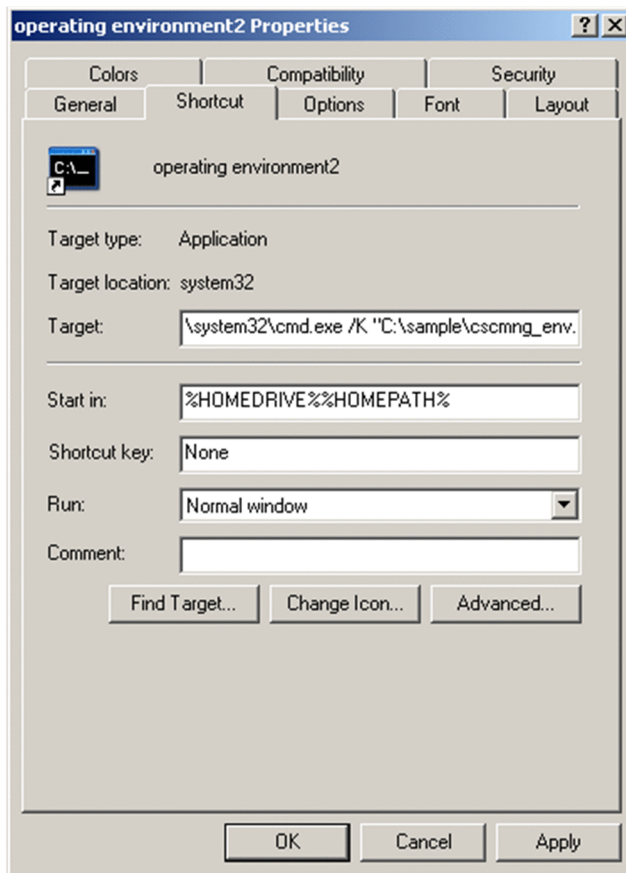 operating environment2 Properties
Colors Compatibility Security
General Shortcut Options Font Layout
C:\_
operating environment2
Target type: Application
Target location: system32
Target: \system32\cmd.exe /K "C:\sample\cscmng_env.
Start in: %HOMEDRIVE%%HOMEPATH%
Shortcut key: None
Run: Normal window
Comment:
Find Target... Change Icon... Advanced...
OK Cancel Apply